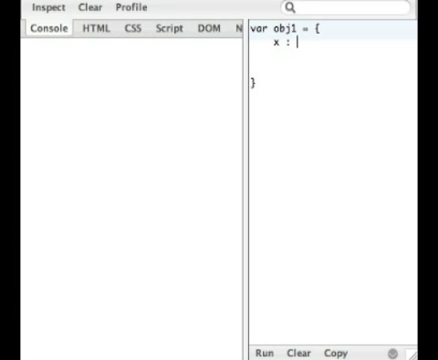 Inspect Clear Profile
Console HTML CSS Script DOM N
var obj1 = {
x :
}
Run Clear Copy